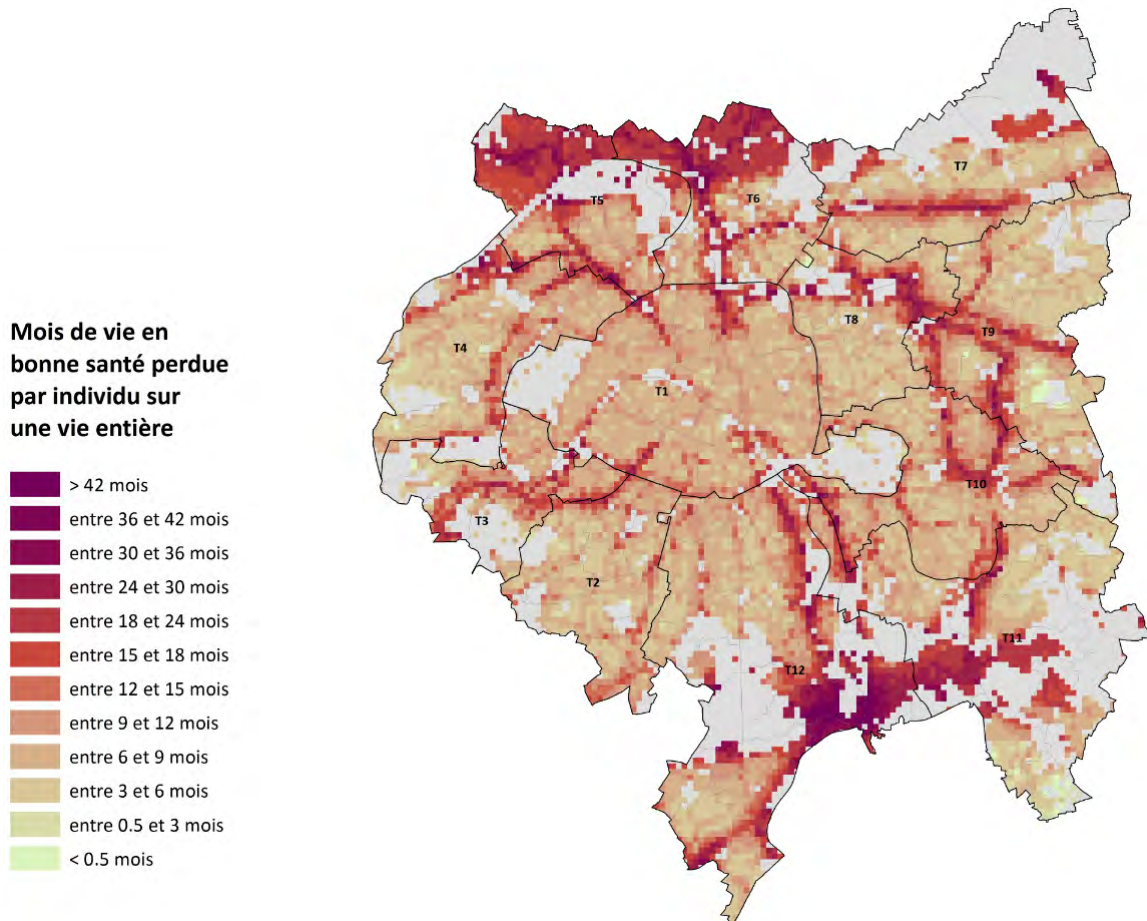 Mois de vie en
bonne santé perdue
par individu sur
une vie entière
> 42 mois
entre 36 et 42 mois
entre 30 et 36 mois
entre 24 et 30 mois
entre 18 et 24 mois
entre 15 et 18 mois
entre 12 et 15 mois
entre 9 et 12 mois
entre 6 et 9 mois
entre 3 et 6 mois
entre 0.5 et 3 mois
< 0.5 mois
T7
T5
T6
T8
T9
T4
T1
T10
T3
T2
T11
T12